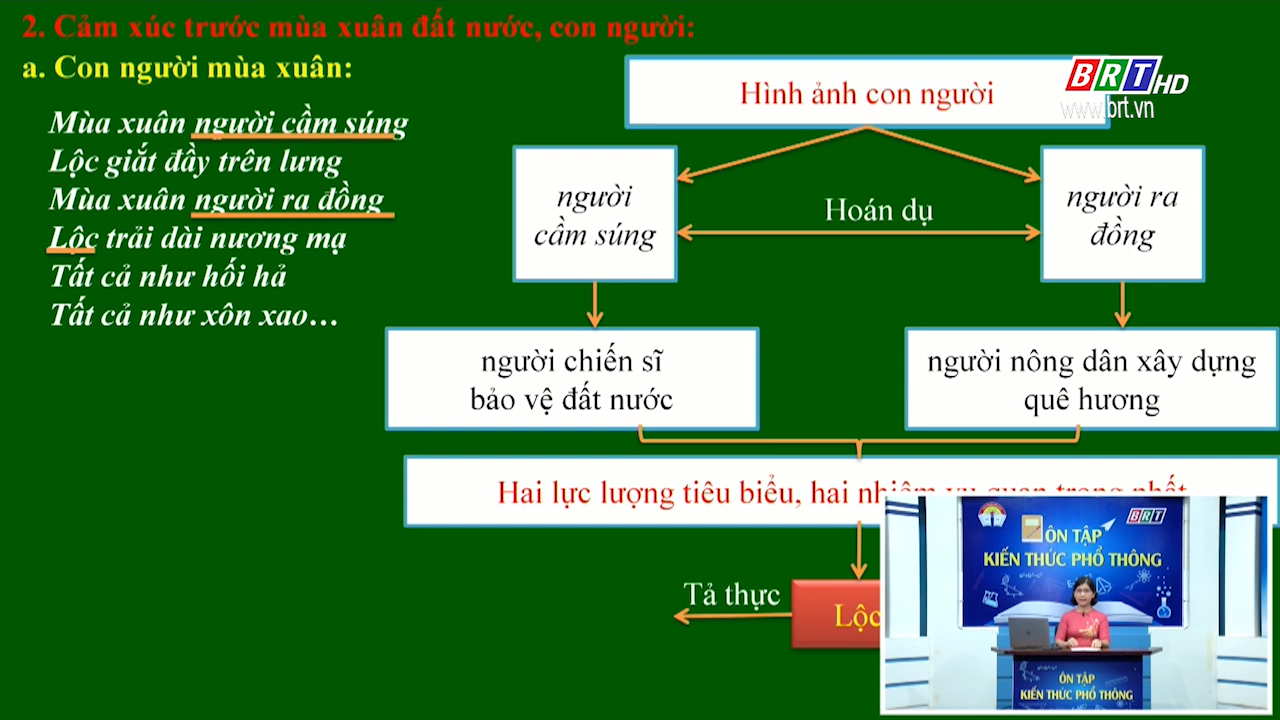 2. Cảm xúc trước mùa xuân đất nước, con người:
a. Con người mùa xuân:
Mùa xuân người cầm súng
Lộc giắt đầy trên lưng
Mùa xuân người ra đồng
Lộc trải dài nương mạ
Tất cả như hối hả
Tất cả như xôn xao…
Hình ảnh con người
BRT HD
www.brt.vn
người
cầm súng
Hoán dụ
người ra
đồng
người chiến sĩ
bảo vệ đất nước
người nông dân xây dựng
quê hương
Hai lực lượng tiêu biểu, hai nhiệm vụ quan trọng nhất
Tả thực
Lộc
BRT
ÔN TẬP
KIẾN THỨC PHỔ THÔNG
ÔN TẬP
KIẾN THỨC PHỔ THÔNG